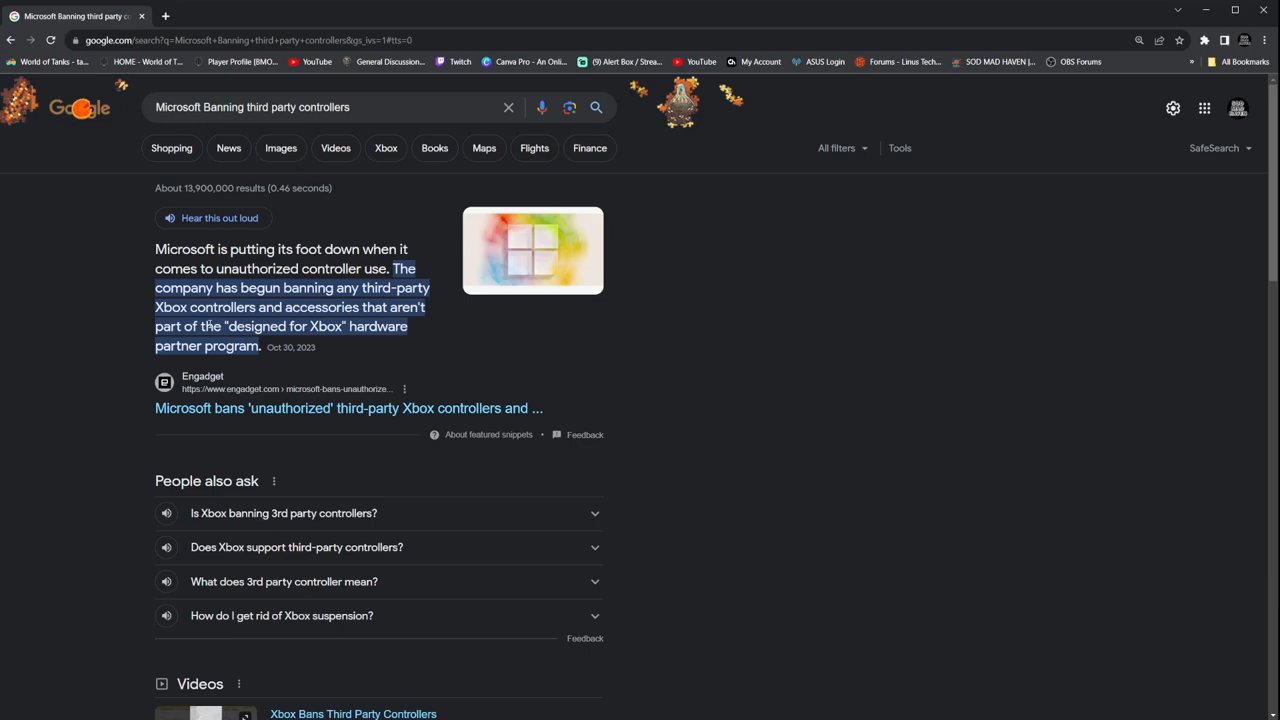 Microsoft Banning third party co
google.com/search?q=Microsoft+Banning+third+party+controllers&gs_ivs=1#tts=0
World of Tanks - ta... HOME - World of T... Player Profile [BMO... YouTube General Discussion... Twitch Canva Pro - An Onli... (9) Alert Box / Strea... YouTube My Account ASUS Login Forums - Linus Tech... SOD MAD HAVEN |... OBS Forums » All Bookmarks
Google Microsoft Banning third party controllers
Shopping News Images Videos Xbox Books Maps Flights Finance All filters Tools SafeSearch
About 13,900,000 results (0.46 seconds)
Hear this out loud
Microsoft is putting its foot down when it
comes to unauthorized controller use. The
company has begun banning any third-party
Xbox controllers and accessories that aren't
part of the "designed for Xbox" hardware
partner program. Oct 30, 2023
Engadget
https://www.engadget.com › microsoft-bans-unauthorize...
Microsoft bans 'unauthorized' third-party Xbox controllers and ...
About featured snippets • Feedback
People also ask
Is Xbox banning 3rd party controllers?
Does Xbox support third-party controllers?
What does 3rd party controller mean?
How do I get rid of Xbox suspension?
Feedback
Videos
Xbox Bans Third Party Controllers